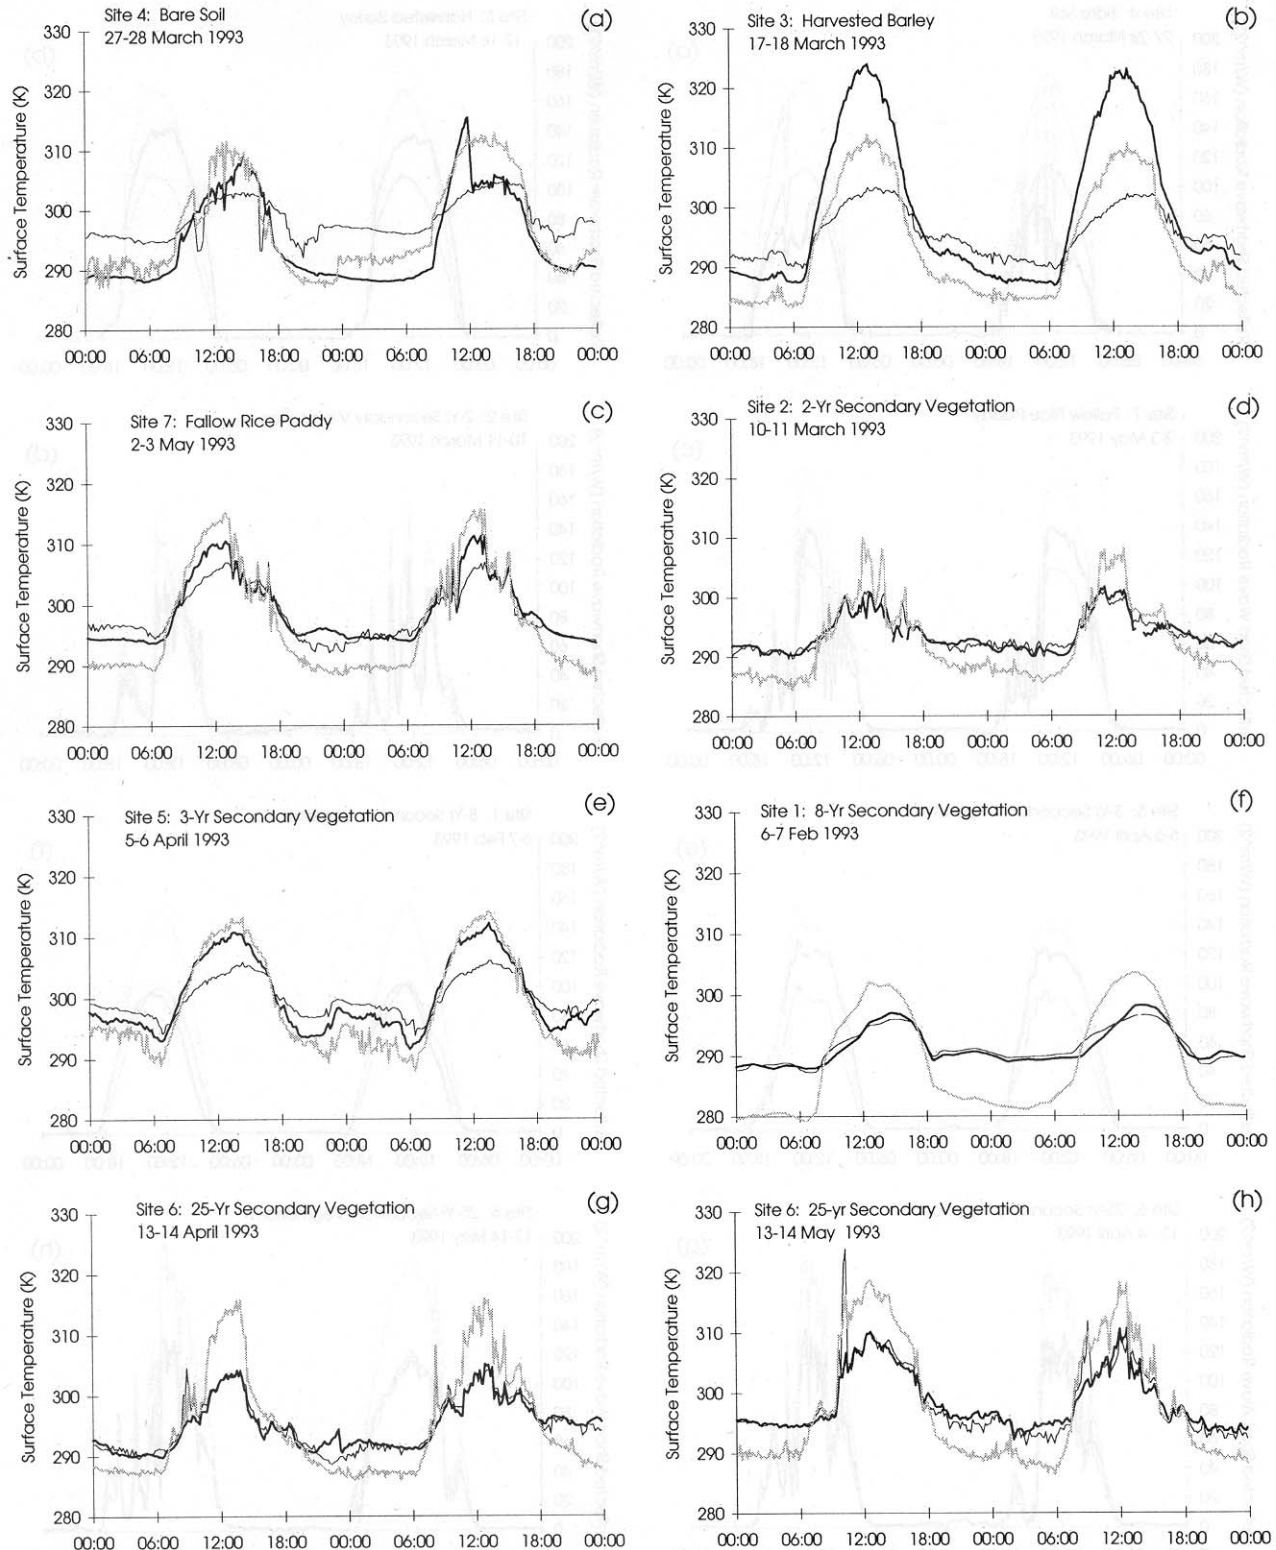 Site 4: Bare Soil
27-28 March 1993
(a)
Surface Temperature (K)
330
320
310
300
290
280
00:00 06:00 12:00 18:00 00:00 06:00 12:00 18:00 00:00
Site 3: Harvested Barley
17-18 March 1993
(b)
Surface Temperature (K)
330
320
310
300
290
280
00:00 06:00 12:00 18:00 00:00 06:00 12:00 18:00 00:00
Site 7: Fallow Rice Paddy
2-3 May 1993
(c)
Surface Temperature (K)
330
320
310
300
290
280
00:00 06:00 12:00 18:00 00:00 06:00 12:00 18:00 00:00
Site 2: 2-Yr Secondary Vegetation
10-11 March 1993
(d)
Surface Temperature (K)
330
320
310
300
290
280
00:00 06:00 12:00 18:00 00:00 06:00 12:00 18:00 00:00
Site 5: 3-Yr Secondary Vegetation
5-6 April 1993
(e)
Surface Temperature (K)
330
320
310
300
290
280
00:00 06:00 12:00 18:00 00:00 06:00 12:00 18:00 00:00
Site 1: 8-Yr Secondary Vegetation
6-7 Feb 1993
(f)
Surface Temperature (K)
330
320
310
300
290
280
00:00 06:00 12:00 18:00 00:00 06:00 12:00 18:00 00:00
Site 6: 25-Yr Secondary Vegetation
13-14 April 1993
(g)
Surface Temperature (K)
330
320
310
300
290
280
00:00 06:00 12:00 18:00 00:00 06:00 12:00 18:00 00:00
Site 6: 25-yr Secondary Vegetation
13-14 May 1993
(h)
Surface Temperature (K)
330
320
310
300
290
280
00:00 06:00 12:00 18:00 00:00 06:00 12:00 18:00 00:00